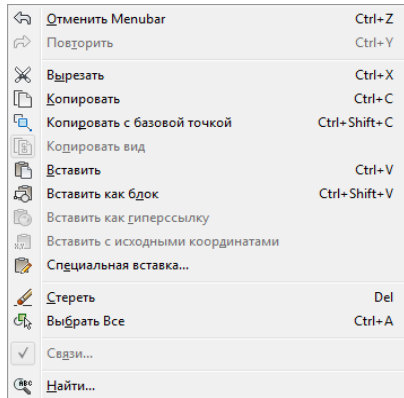 Отменить Menubar Ctrl+Z
Повторить Ctrl+Y
Вырезать Ctrl+X
Копировать Ctrl+C
Копировать с базовой точкой Ctrl+Shift+C
Копировать вид
Вставить Ctrl+V
Вставить как блок Ctrl+Shift+V
Вставить как гиперссылку
Вставить с исходными координатами
Специальная вставка...
Стереть Del
Выбрать Все Ctrl+A
Связи...
ABC Найти...